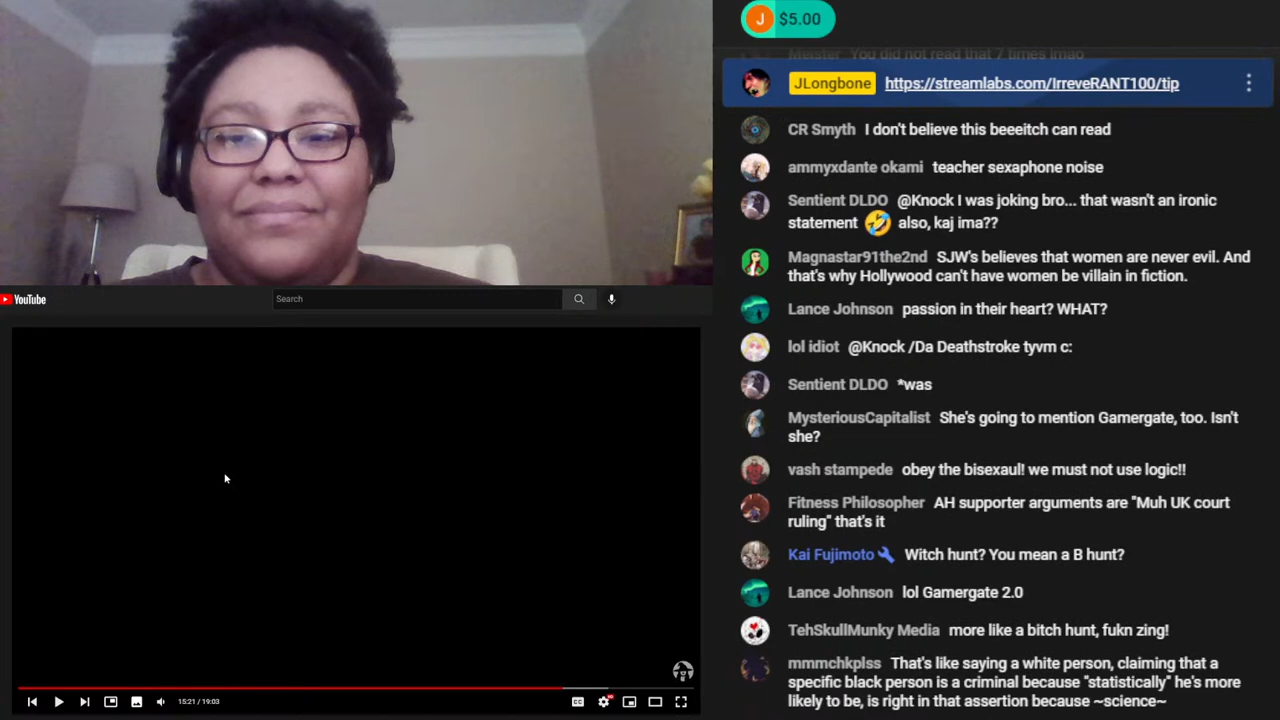 J $5.00
Meister You did not read that 7 times lmao
JLongbone https://streamlabs.com/IrreveRANT100/tip
CR Smyth I don't believe this beeeitch can read
ammyxdante okami teacher sexaphone noise
Sentient DLDO @Knock I was joking bro... that wasn't an ironic
statement 🤣 also, kaj ima??
Magnastar91the2nd SJW's believes that women are never evil. And
that's why Hollywood can't have women be villain in fiction.
Lance Johnson passion in their heart? WHAT?
lol idiot @Knock /Da Deathstroke tyvm c:
Sentient DLDO *was
MysteriousCapitalist She's going to mention Gamergate, too. Isn't
she?
vash stampede obey the bisexaul! we must not use logic!!
Fitness Philosopher AH supporter arguments are "Muh UK court
ruling" that's it
Kai Fujimoto Witch hunt? You mean a B hunt?
Lance Johnson lol Gamergate 2.0
TehSkullMunky Media more like a bitch hunt, fukn zing!
mmmchkplss That's like saying a white person, claiming that a
specific black person is a criminal because "statistically" he's more
likely to be, is right in that assertion because ~science~
YouTube
Search
15:21 / 19:03
CC
HD